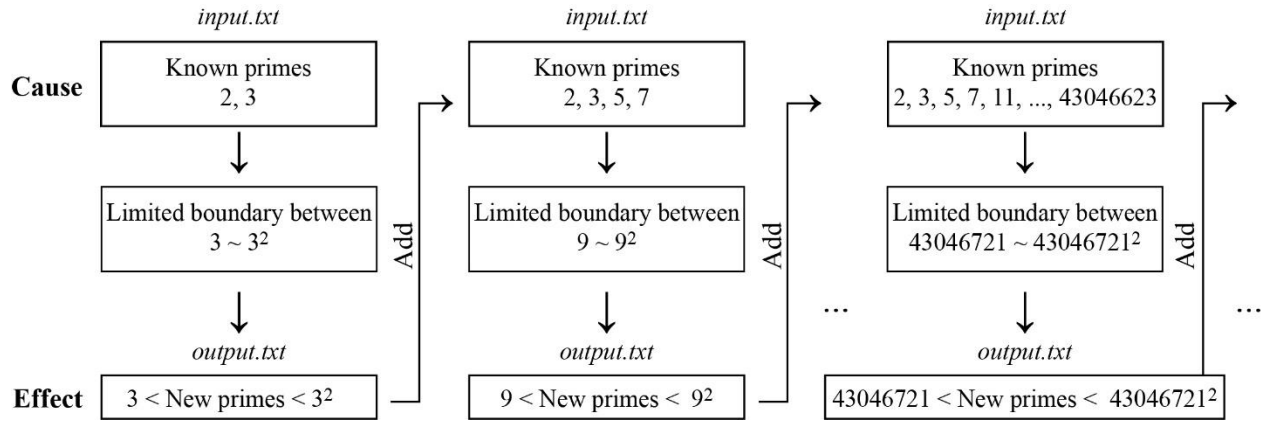 input.txt
input.txt
input.txt
Cause
Known primes
2, 3
Known primes
2, 3, 5, 7
Known primes
2, 3, 5, 7, 11, ..., 43046623
Limited boundary between
3 ~ 3²
Add
Limited boundary between
9 ~ 9²
Add
Limited boundary between
43046721 ~ 43046721²
Add
...
...
output.txt
output.txt
output.txt
Effect
3 < New primes < 3²
9 < New primes < 9²
43046721 < New primes < 43046721²